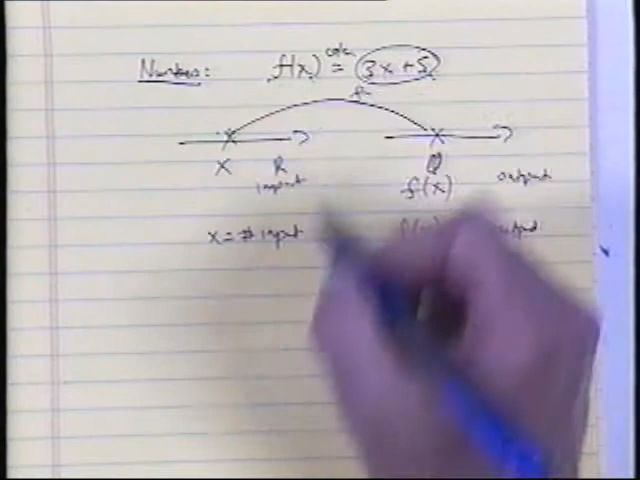 Numbers: f(x) = 3x + 5
x R f(x) output
input
x = # input output